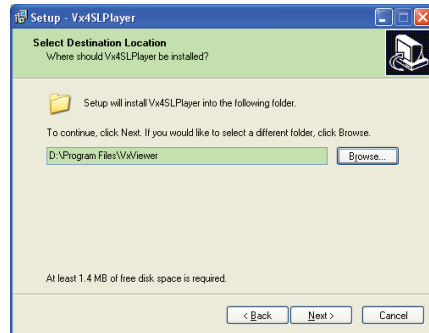 Setup - Vx4SLPlayer
Select Destination Location
Where should Vx4SLPlayer be installed?
Setup will install Vx4SLPlayer into the following folder.
To continue, click Next. If you would like to select a different folder, click Browse.
D:\Program Files\VxViewer
Browse...
At least 1.4 MB of free disk space is required.
< Back
Next >
Cancel